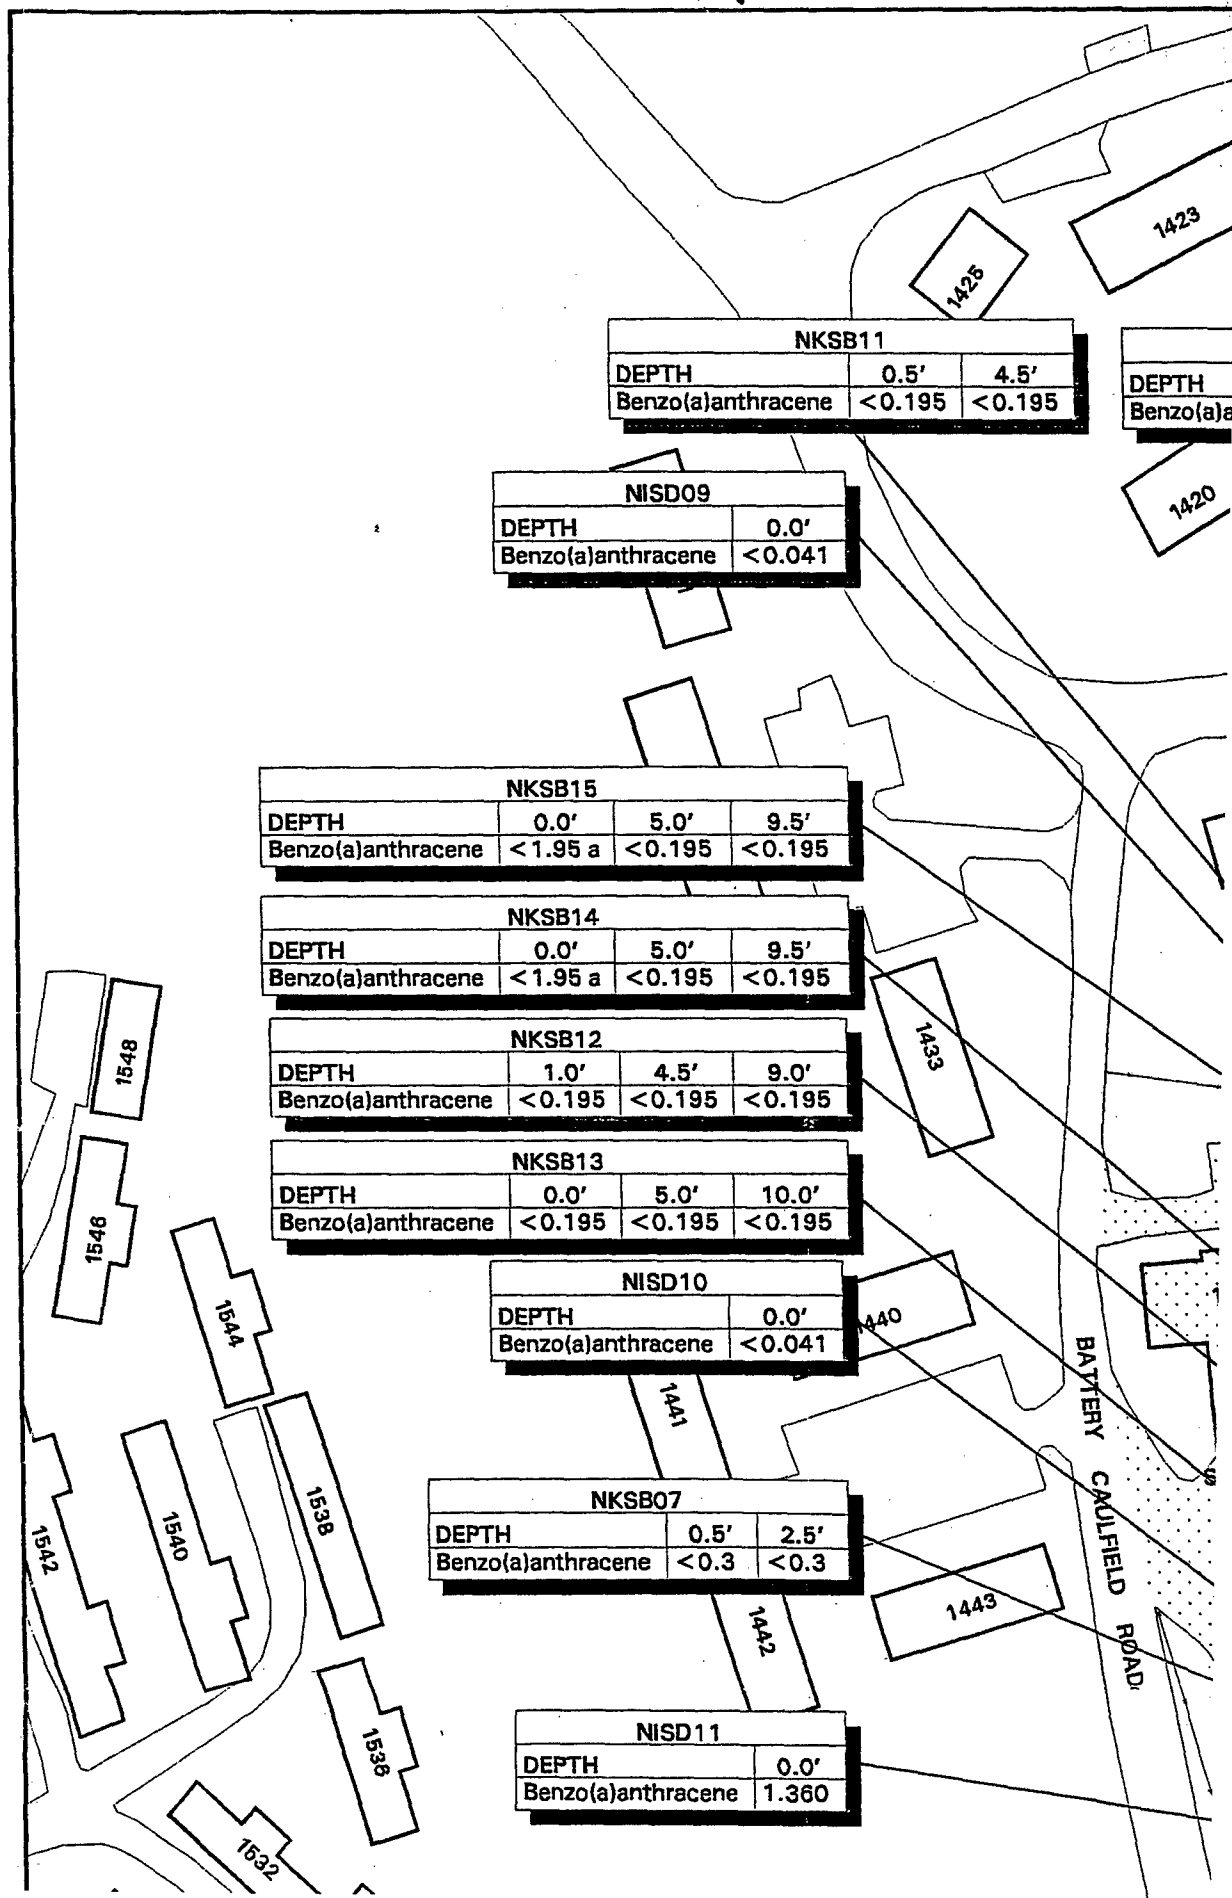 1423
1425
NKSB11
DEPTH 0.5' 4.5'
Benzo(a)anthracene <0.195 <0.195
DEPTH
Benzo(a)a
1420
NISD09
DEPTH 0.0'
Benzo(a)anthracene <0.041
NKSB15
DEPTH 0.0' 5.0' 9.5'
Benzo(a)anthracene <1.95 a <0.195 <0.195
NKSB14
DEPTH 0.0' 5.0' 9.5'
Benzo(a)anthracene <1.95 a <0.195 <0.195
1433
1548
NKSB12
DEPTH 1.0' 4.5' 9.0'
Benzo(a)anthracene <0.195 <0.195 <0.195
NKSB13
DEPTH 0.0' 5.0' 10.0'
Benzo(a)anthracene <0.195 <0.195 <0.195
1546
1544
NISD10
DEPTH 0.0'
Benzo(a)anthracene <0.041
1440
1441
BATTERY CAULFIELD ROAD
1538
1540
1542
NKSB07
DEPTH 0.5' 2.5'
Benzo(a)anthracene <0.3 <0.3
1443
1442
1536
NISD11
DEPTH 0.0'
Benzo(a)anthracene 1.360
1532